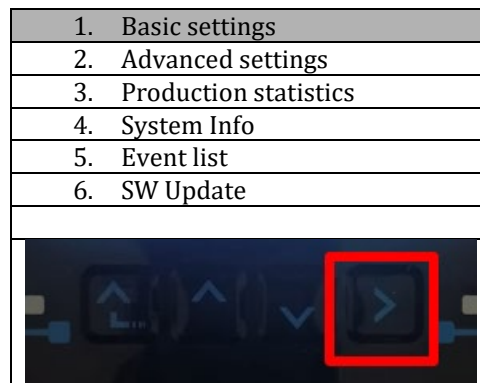 1. Basic settings
2. Advanced settings
3. Production statistics
4. System Info
5. Event list
6. SW Update